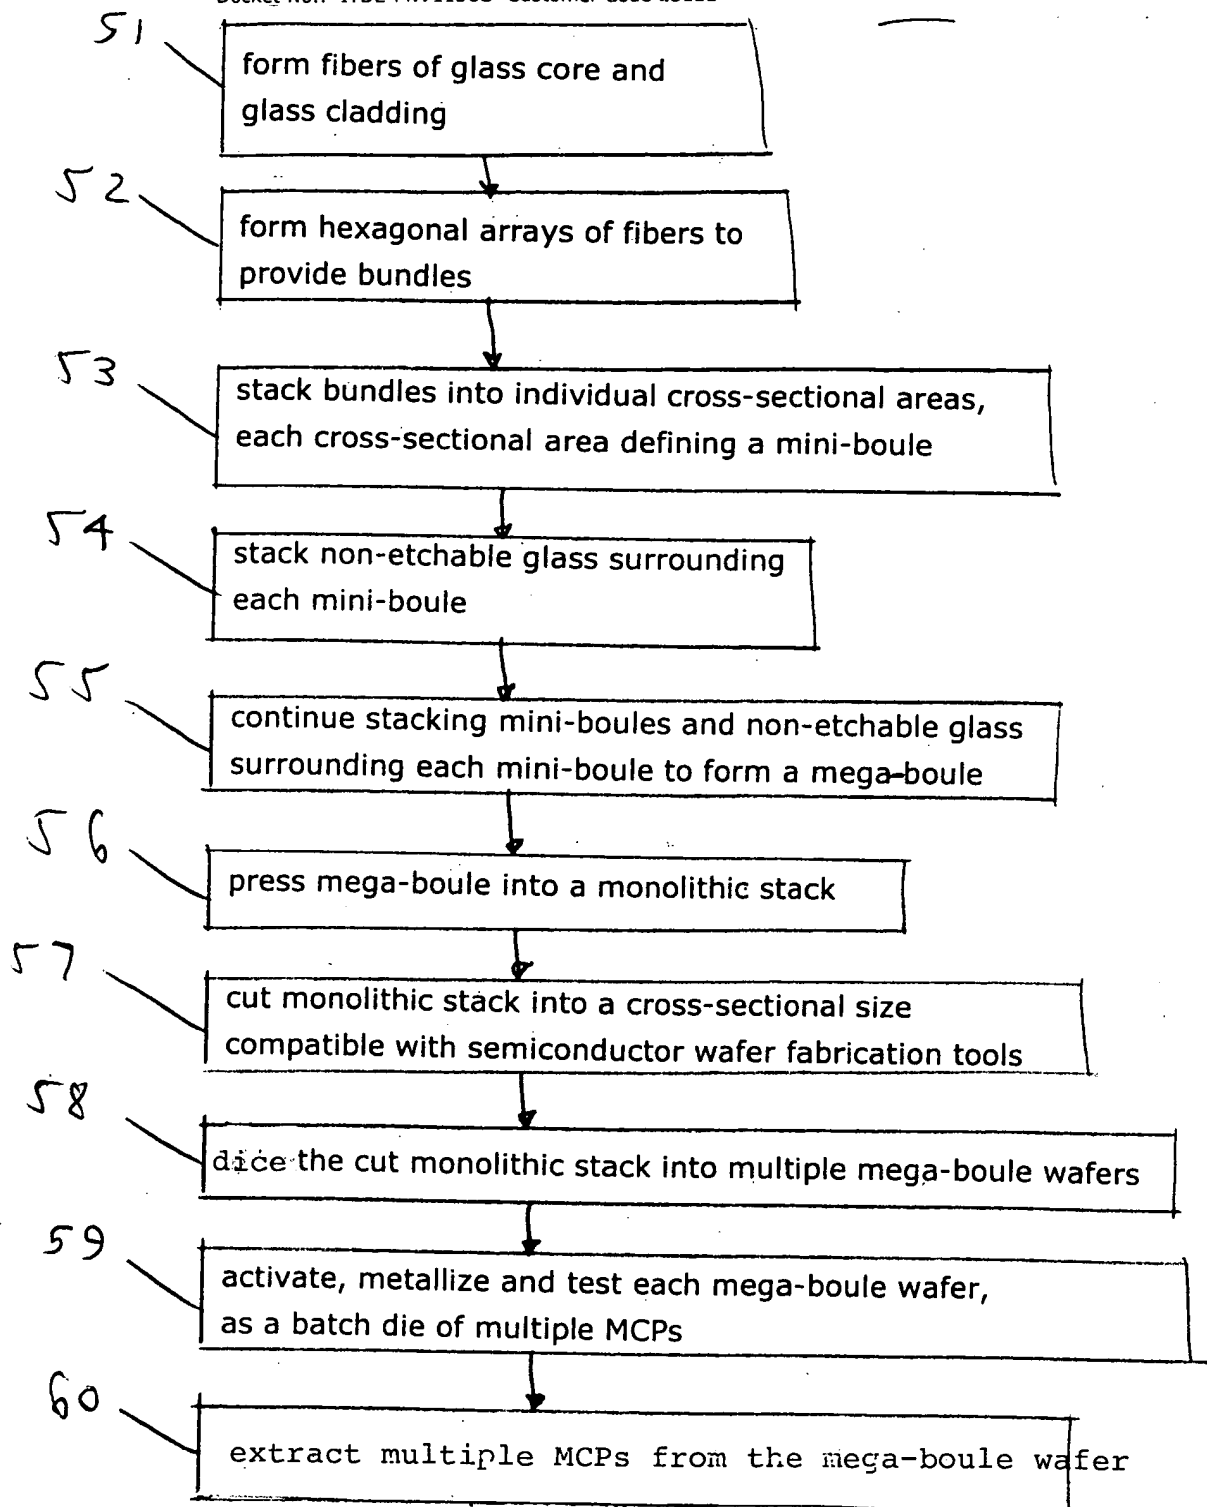 51
form fibers of glass core and
glass cladding
52
form hexagonal arrays of fibers to
provide bundles
53
stack bundles into individual cross-sectional areas,
each cross-sectional area defining a mini-boule
54
stack non-etchable glass surrounding
each mini-boule
55
continue stacking mini-boules and non-etchable glass
surrounding each mini-boule to form a mega-boule
56
press mega-boule into a monolithic stack
57
cut monolithic stack into a cross-sectional size
compatible with semiconductor wafer fabrication tools
58
dice the cut monolithic stack into multiple mega-boule wafers
59
activate, metallize and test each mega-boule wafer,
as a batch die of multiple MCPs
60
extract multiple MCPs from the mega-boule wafer